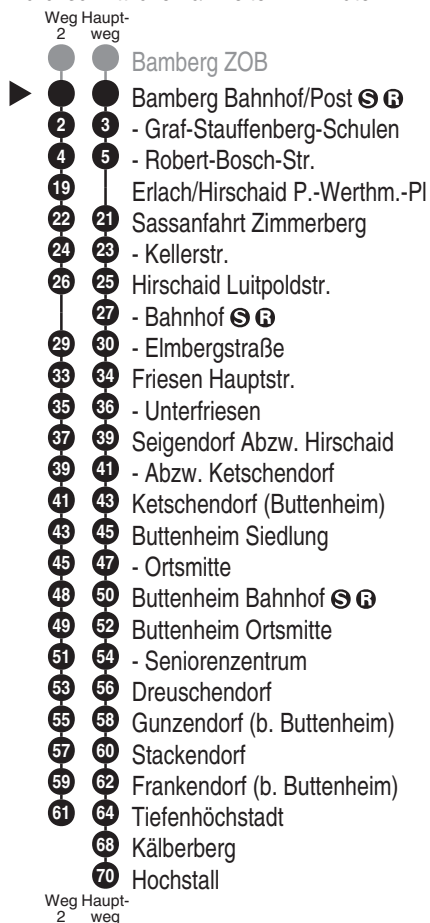 Weg Haupt-
2 weg
Bamberg ZOB
Bamberg Bahnhof/Post S R
2 3 - Graf-Stauffenberg-Schulen
4 5 - Robert-Bosch-Str.
19 Erlach/Hirschaid P.-Werthm.-Pl
22 21 Sassanfahrt Zimmerberg
24 23 - Kellerstr.
26 25 Hirschaid Luitpoldstr.
27 - Bahnhof S R
29 30 - Elmbergstraße
33 34 Friesen Hauptstr.
35 36 - Unterfriesen
37 39 Seigendorf Abzw. Hirschaid
39 41 - Abzw. Ketschendorf
41 43 Ketschendorf (Buttenheim)
43 45 Buttenheim Siedlung
45 47 - Ortsmitte
48 50 Buttenheim Bahnhof S R
49 52 Buttenheim Ortsmitte
51 54 - Seniorenzentrum
53 56 Dreuschendorf
55 58 Gunzendorf (b. Buttenheim)
57 60 Stackendorf
59 62 Frankendorf (b. Buttenheim)
61 64 Tiefenhöchstadt
68 Kälberberg
70 Hochstall
Weg Haupt-
2 weg